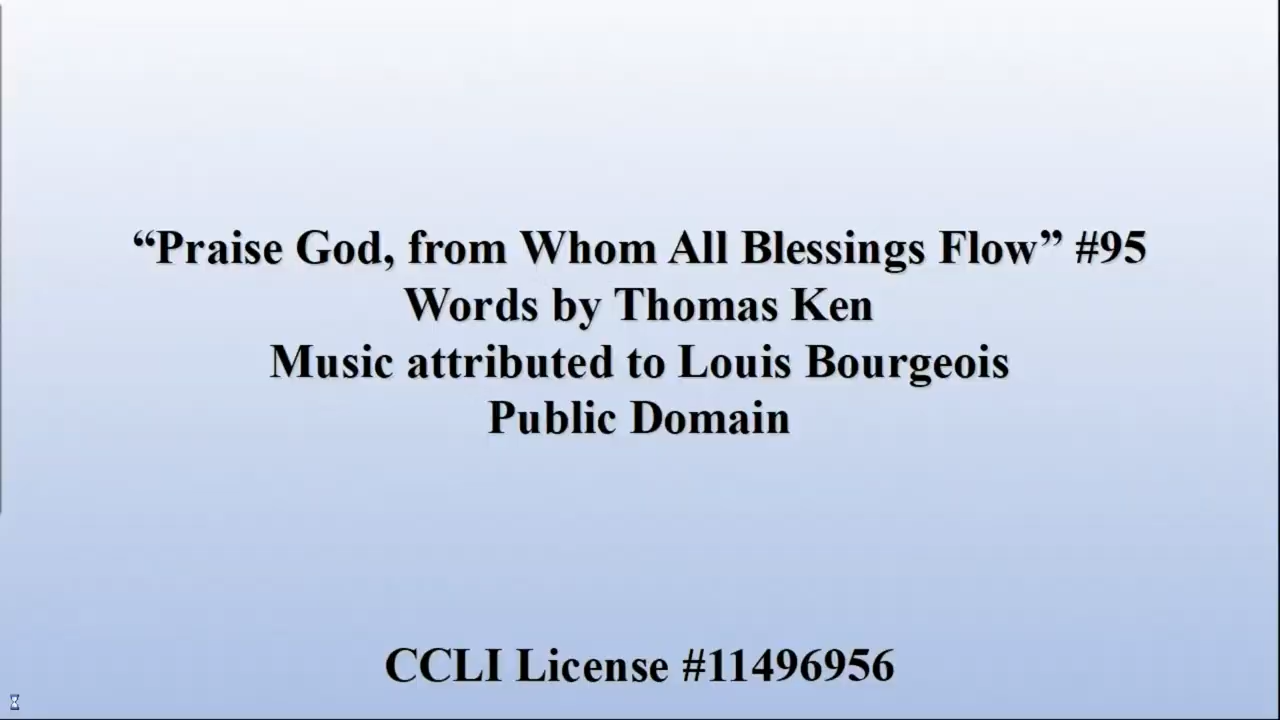 “Praise God, from Whom All Blessings Flow” #95
Words by Thomas Ken
Music attributed to Louis Bourgeois
Public Domain
CCLI License #11496956